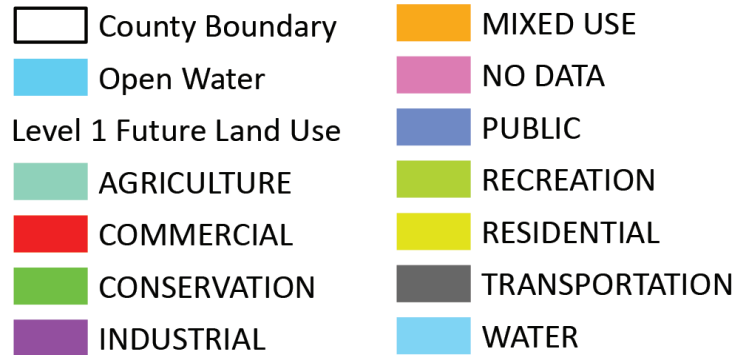 County Boundary
Open Water
Level 1 Future Land Use
AGRICULTURE
COMMERCIAL
CONSERVATION
INDUSTRIAL
MIXED USE
NO DATA
PUBLIC
RECREATION
RESIDENTIAL
TRANSPORTATION
WATER